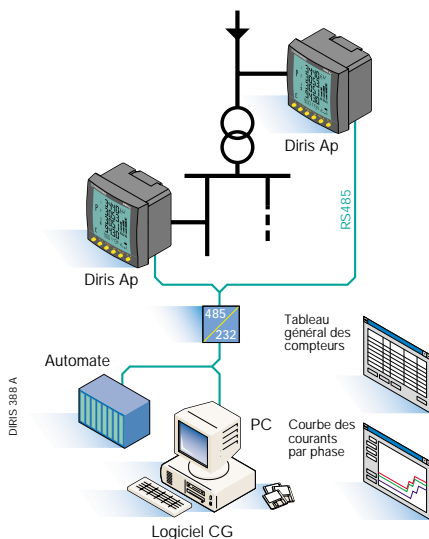 Diris Ap
RS485
Diris Ap
485
232
Tableau
général des
compteurs
Automate
PC
Courbe des
courants
par phase
Logiciel CG
DIRIS 388 A